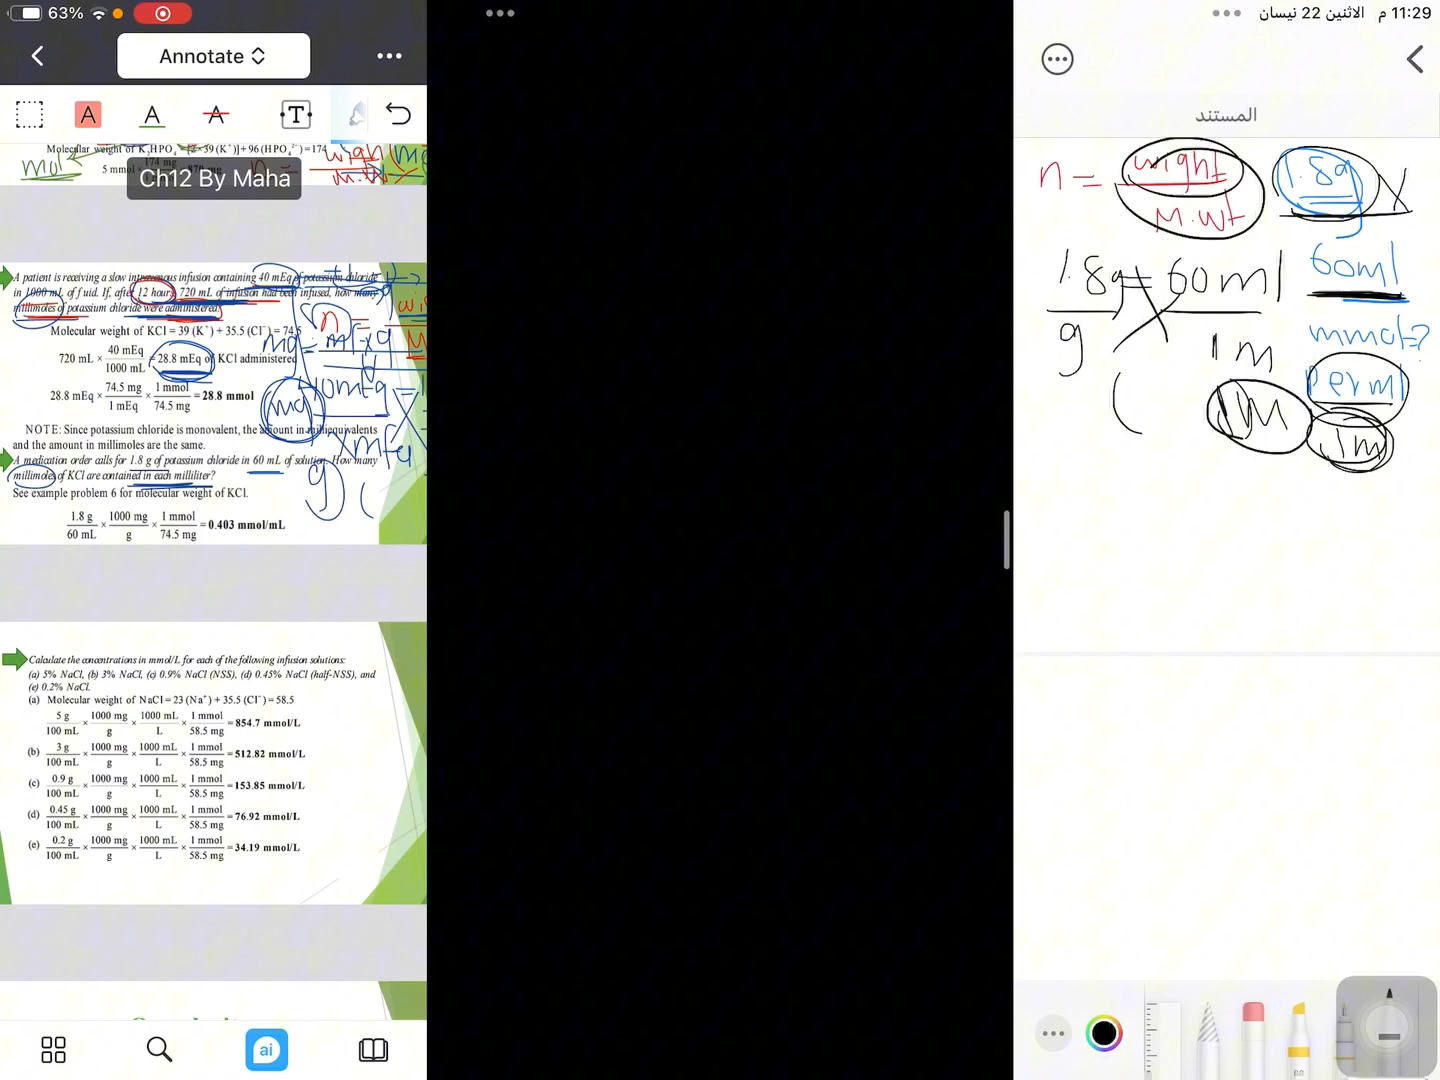 63%
11:29 م الاثنين 22 نيسان
Annotate
المستند
A A A T
Molecular weight of K₂HPO₄ [2×39 (K⁺)] + 96 (HPO₄²⁻) = 174
mol
5 mmol
174 mg
Ch12 By Maha
A patient is receiving a slow intravenous infusion containing 40 mEq of potassium chloride
in 1000 mL of fluid. If, after 12 hours, 720 mL of infusion had been infused, how many
millimoles of potassium chloride were administered?
Molecular weight of KCl = 39 (K⁺) + 35.5 (Cl⁻) = 74.5
720 mL × 40 mEq / 1000 mL = 28.8 mEq of KCl administered
28.8 mEq × 74.5 mg / 1 mEq × 1 mmol / 74.5 mg = 28.8 mmol
NOTE: Since potassium chloride is monovalent, the amount in milliequivalents
and the amount in millimoles are the same.
A medication order calls for 1.8 g of potassium chloride in 60 mL of solution. How many
millimoles of KCl are contained in each milliliter?
See example problem 6 for molecular weight of KCl.
1.8 g / 60 mL × 1000 mg / g × 1 mmol / 74.5 mg = 0.403 mmol/mL
Calculate the concentrations in mmol/L for each of the following infusion solutions:
(a) 5% NaCl, (b) 3% NaCl, (c) 0.9% NaCl (NSS), (d) 0.45% NaCl (half-NSS), and
(e) 0.2% NaCl.
(a) Molecular weight of NaCl = 23 (Na⁺) + 35.5 (Cl⁻) = 58.5
5 g / 100 mL × 1000 mg / g × 1000 mL / L × 1 mmol / 58.5 mg = 854.7 mmol/L
(b) 3 g / 100 mL × 1000 mg / g × 1000 mL / L × 1 mmol / 58.5 mg = 512.82 mmol/L
(c) 0.9 g / 100 mL × 1000 mg / g × 1000 mL / L × 1 mmol / 58.5 mg = 153.85 mmol/L
(d) 0.45 g / 100 mL × 1000 mg / g × 1000 mL / L × 1 mmol / 58.5 mg = 76.92 mmol/L
(e) 0.2 g / 100 mL × 1000 mg / g × 1000 mL / L × 1 mmol / 58.5 mg = 34.19 mmol/L
ai
n = wight / M.wt
1.8g
1.8g = 60ml
60ml
g
1m
mmol=?
per ml
1m